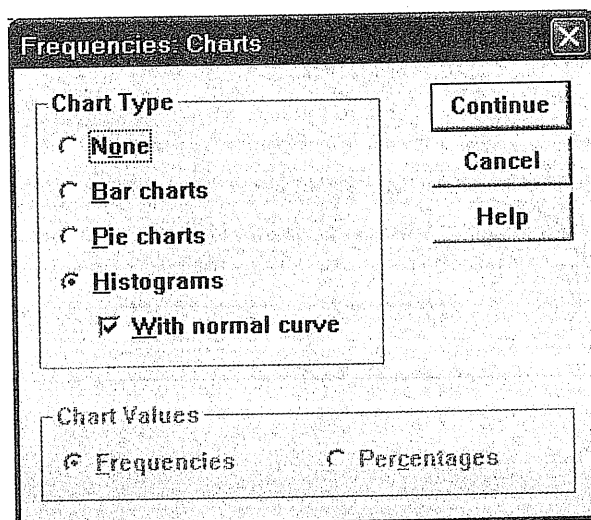 Frequencies: Charts
Chart Type
None
Bar charts
Pie charts
Histograms
With normal curve
Continue
Cancel
Help
Chart Values
Frequencies
Percentages